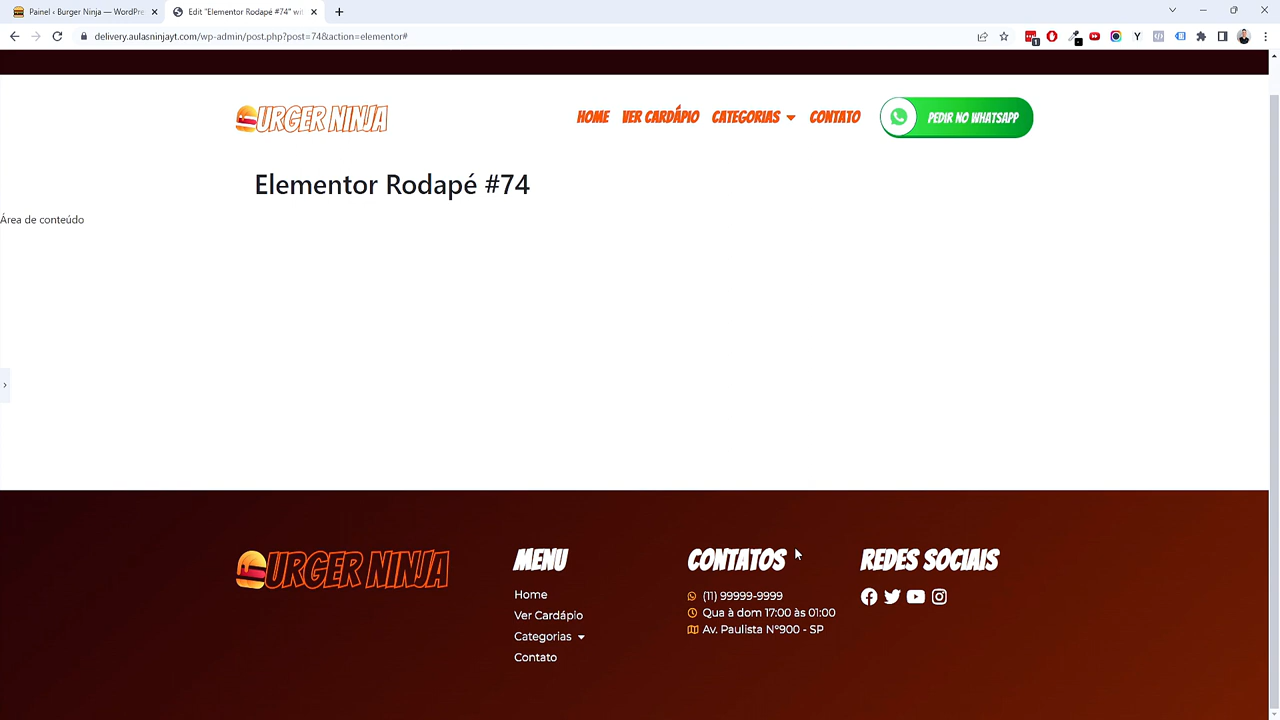 Painel ‹ Burger Ninja — WordPre
Edit "Elementor Rodapé #74" wit
delivery.aulasninjayt.com/wp-admin/post.php?post=74&action=elementor#
URGER NINJA
HOME
VER CARDÁPIO
CATEGORIAS
CONTATO
PEDIR NO WHATSAPP
Elementor Rodapé #74
Área de conteúdo
URGER NINJA
MENU
Home
Ver Cardápio
Categorias
Contato
CONTATOS
(11) 99999-9999
Qua à dom 17:00 às 01:00
Av. Paulista Nº900 - SP
REDES SOCIAIS